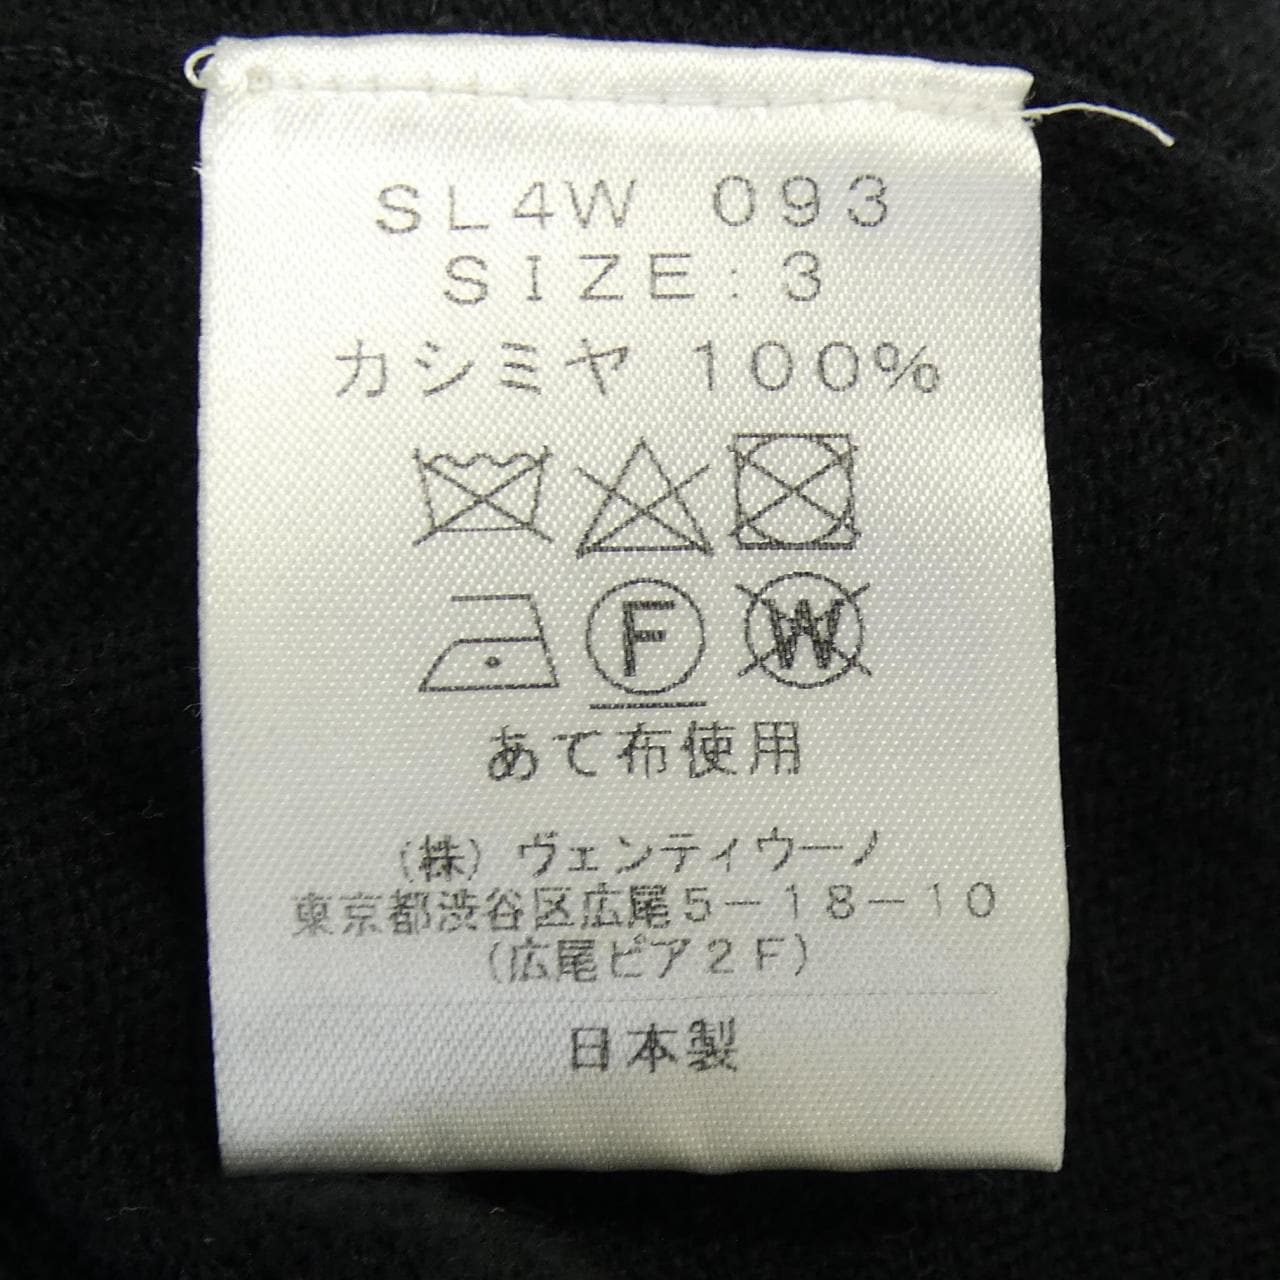 SL4W 093
SIZE:3
カシミヤ 100%
F W
あて布使用
(株)ヴェンティウーノ
東京都渋谷区広尾5-18-10
(広尾ピア2F)
日本製